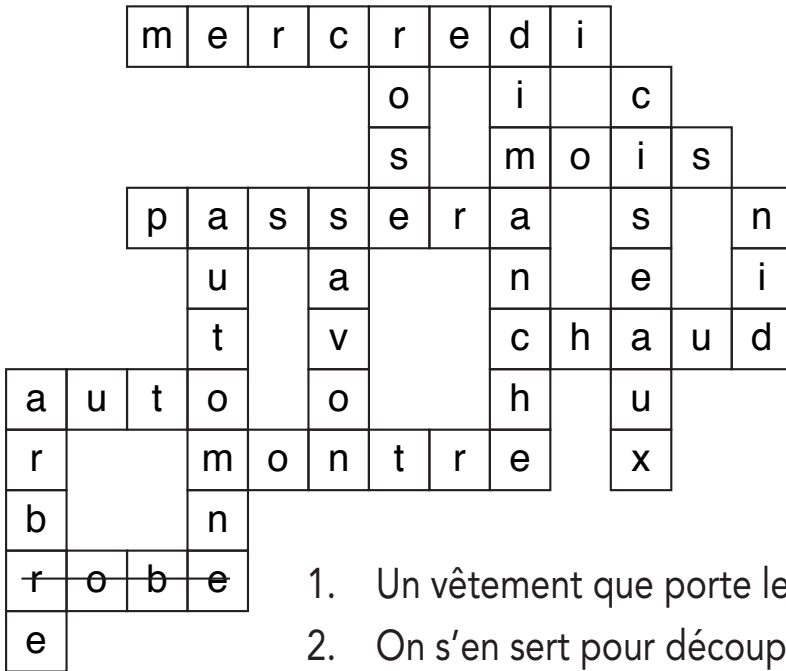 m e r c r e d i
o i c
s m o i s
p a s s e r a s n
u a n e i
t v c h a u d
a u t o o h u
r m o n t r e x
b n
r o b e
1. Un vêtement que porte le
e
2. On s’en sert pour découp